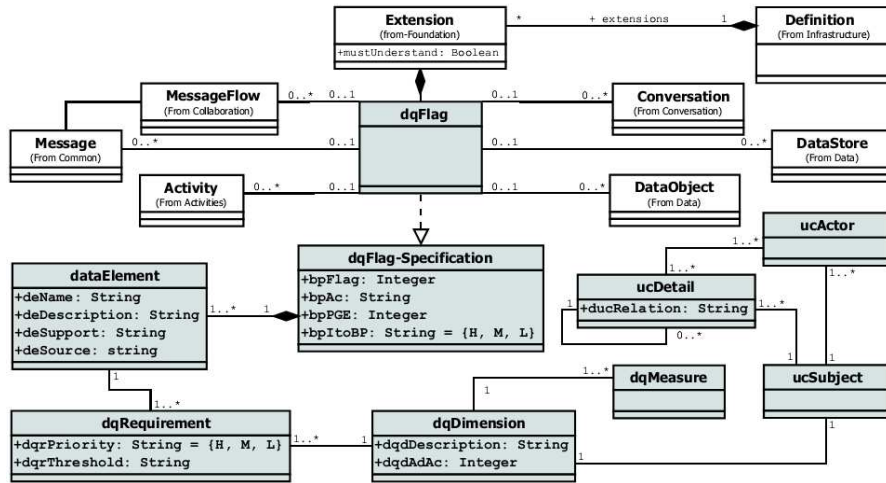 Extension
(from-Foundation)
+mustUnderstand: Boolean
* + extensions 1
Definition
(From Infrastructure)
MessageFlow
(From Collaboration)
0..* 0..1
dqFlag
0..1 0..*
Conversation
(From Conversation)
Message
(From Common)
0..* 0..1
0..1 0..*
DataStore
(From Data)
Activity
(From Activities)
0..* 0..1
0..1 0..*
DataObject
(From Data)
ucActor
1..*
1..*
dqFlag-Specification
+bpFlag: Integer
+bpAc: String
+bpPGE: Integer
+bpItoBP: String = {H, M, L}
dataElement
+deName: String
+deDescription: String
+deSupport: String
+deSource: string
1..* 1
1
1..*
ucDetail
+ducRelation: String
1..*
1
0..*
1..*
1 1
ucSubject
1
dqMeasure
1..*
1
dqRequirement
+dqrPriority: String = {H, M, L}
+dqrThreshold: String
1..* 1
dqDimension
+dqdDescription: String
+dqdAdAc: Integer
1